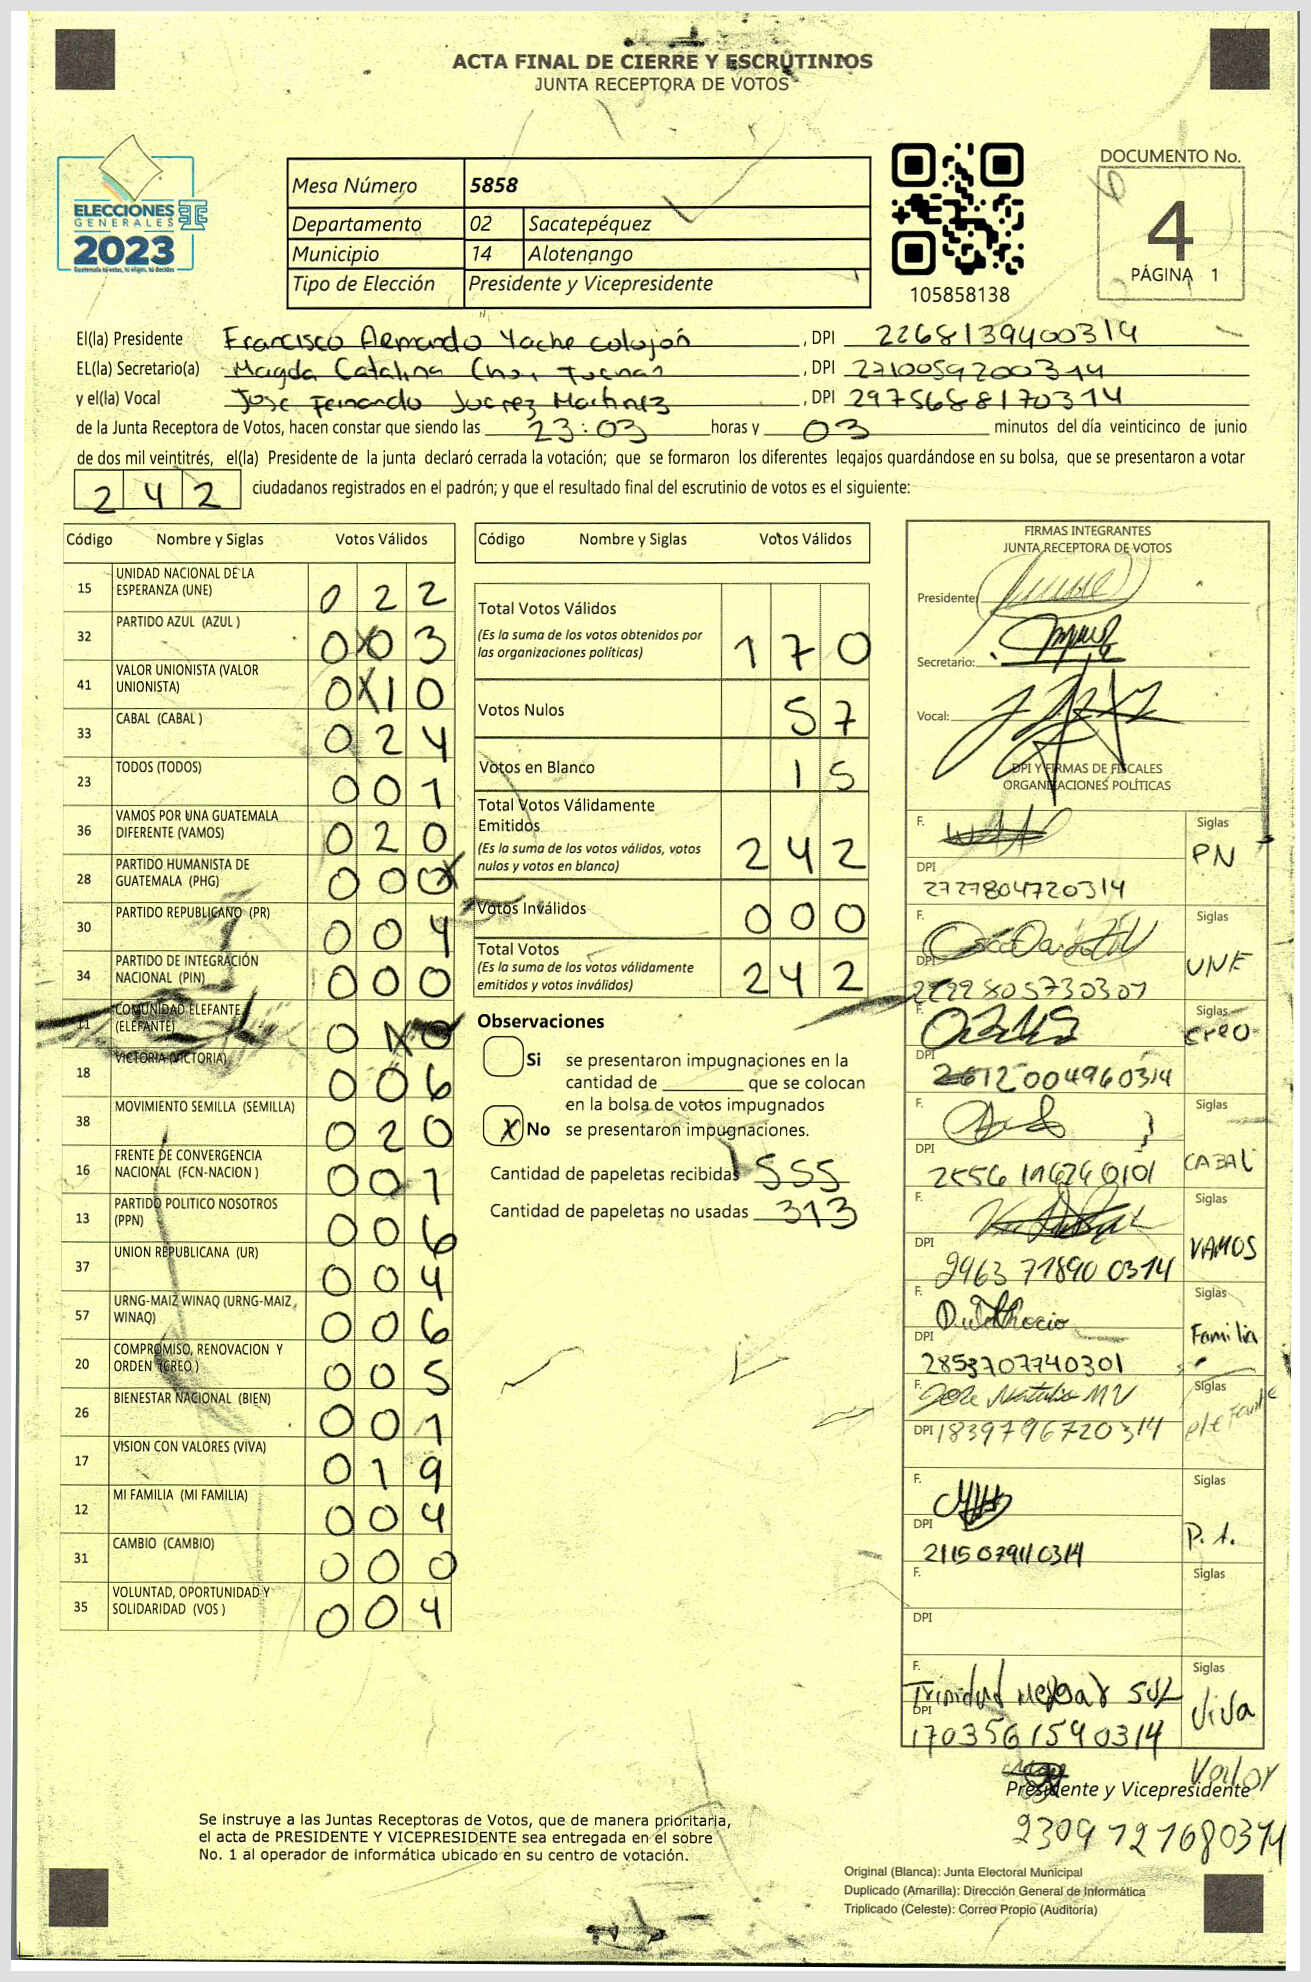 ACTA FINAL DE CIERRE Y ESCRUTINIOS
JUNTA RECEPTORA DE VOTOS
ELECCIONES
GENERALES
2023
Guatemala tú votas, tú eliges, tú decides
Mesa Número 5858
Departamento 02 Sacatepéquez
Municipio 14 Alotenango
Tipo de Elección Presidente y Vicepresidente
105858138
DOCUMENTO No.
4
PÁGINA 1
El(la) Presidente Francisco Armando Yache Colajón , DPI 2268139400314
EL(la) Secretario(a) Magda Catalina , DPI 2710059200314
y el(la) Vocal Jose Fernando Juarez Martinez , DPI 2975688170314
de la Junta Receptora de Votos, hacen constar que siendo las 23:03 horas y 03 minutos del día veinticinco de junio
de dos mil veintitrés, el(la) Presidente de la junta declaró cerrada la votación; que se formaron los diferentes legajos guardándose en su bolsa, que se presentaron a votar
242 ciudadanos registrados en el padrón; y que el resultado final del escrutinio de votos es el siguiente:
Código Nombre y Siglas Votos Válidos
15 UNIDAD NACIONAL DE LA ESPERANZA (UNE) 0 2 2
32 PARTIDO AZUL (AZUL ) 0 0 3
41 VALOR UNIONISTA (VALOR UNIONISTA) 0 1 0
33 CABAL (CABAL ) 0 2 4
23 TODOS (TODOS) 0 0 1
36 VAMOS POR UNA GUATEMALA DIFERENTE (VAMOS) 0 2 0
28 PARTIDO HUMANISTA DE GUATEMALA (PHG) 0 0 0
30 PARTIDO REPUBLICANO (PR) 0 0 4
34 PARTIDO DE INTEGRACIÓN NACIONAL (PIN) 0 0 0
11 COMUNIDAD ELEFANTE (ELEFANTE) 0 1 0
18 VICTORIA (VICTORIA) 0 0 6
38 MOVIMIENTO SEMILLA (SEMILLA) 0 2 0
16 FRENTE DE CONVERGENCIA NACIONAL (FCN-NACION ) 0 0 1
13 PARTIDO POLITICO NOSOTROS (PPN) 0 0 6
37 UNION REPUBLICANA (UR) 0 0 4
57 URNG-MAIZ WINAQ (URNG-MAIZ WINAQ) 0 0 6
20 COMPROMISO, RENOVACION Y ORDEN (CREO ) 0 0 5
26 BIENESTAR NACIONAL (BIEN) 0 0 1
17 VISION CON VALORES (VIVA) 0 1 9
12 MI FAMILIA (MI FAMILIA) 0 0 4
31 CAMBIO (CAMBIO) 0 0 0
35 VOLUNTAD, OPORTUNIDAD Y SOLIDARIDAD (VOS ) 0 0 4
Código Nombre y Siglas Votos Válidos
Total Votos Válidos 1 7 0
(Es la suma de los votos obtenidos por
las organizaciones políticas)
Votos Nulos 5 7
Votos en Blanco 1 5
Total Votos Válidamente
Emitidos 2 4 2
(Es la suma de los votos válidos, votos
nulos y votos en blanco)
Votos Inválidos 0 0 0
Total Votos 2 4 2
(Es la suma de los votos válidamente
emitidos y votos inválidos)
Observaciones
Si se presentaron impugnaciones en la
cantidad de ________ que se colocan
en la bolsa de votos impugnados
X No se presentaron impugnaciones.
Cantidad de papeletas recibidas 555
Cantidad de papeletas no usadas 313
FIRMAS INTEGRANTES
JUNTA RECEPTORA DE VOTOS
Presidente:
Secretario:
Vocal:
DPI Y FIRMAS DE FISCALES
ORGANIZACIONES POLÍTICAS
F. Siglas PN
DPI 2727804720314
F. Siglas UNE
DPI 2229805730301
F. Siglas creo
DPI 2612004960314
F. Siglas CABAL
DPI 2556 196260101
F. Siglas VAMOS
DPI 2963 71890 0314
F. Siglas Familia
DPI 2853707740301
F. Jose Natalio MV Siglas elefante
DPI 1839796720314
F. Siglas P.A.
DPI 2115079110314
F. Siglas
DPI
F. Trinidad Siglas ViVa
DPI 1703561590314
Valor
Presidente y Vicepresidente
2309 727680314
Se instruye a las Juntas Receptoras de Votos, que de manera prioritaria,
el acta de PRESIDENTE Y VICEPRESIDENTE sea entregada en el sobre
No. 1 al operador de informática ubicado en su centro de votación.
Original (Blanca): Junta Electoral Municipal
Duplicado (Amarilla): Dirección General de Informática
Triplicado (Celeste): Correo Propio (Auditoría)